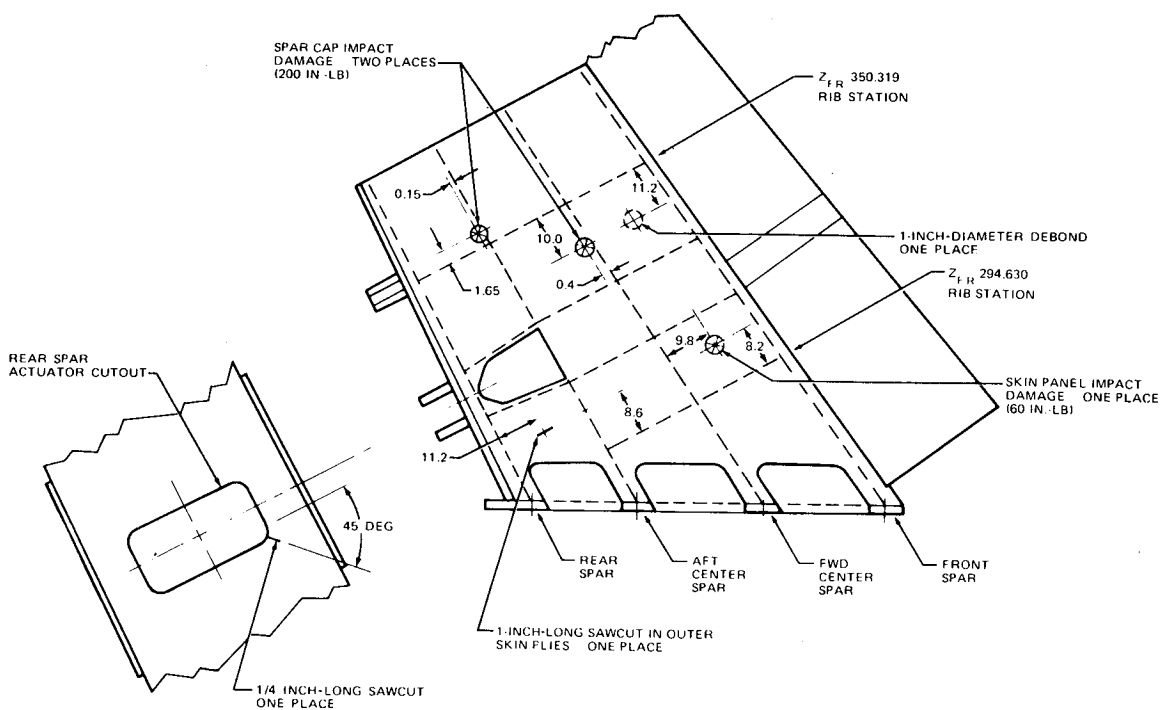 SPAR CAP IMPACT
DAMAGE TWO PLACES
(200 IN.-LB)
Z_FR 350.319
RIB STATION
0.15
11.2
10.0
1-INCH-DIAMETER DEBOND
ONE PLACE
1.65
0.4
Z_FR 294.630
RIB STATION
9.8
8.2
REAR SPAR
ACTUATOR CUTOUT
SKIN PANEL IMPACT
DAMAGE ONE PLACE
(60 IN.-LB)
8.6
11.2
45 DEG
REAR
SPAR
AFT
CENTER
SPAR
FWD
CENTER
SPAR
FRONT
SPAR
1-INCH-LONG SAWCUT IN OUTER
SKIN FLIES ONE PLACE
1/4 INCH-LONG SAWCUT
ONE PLACE